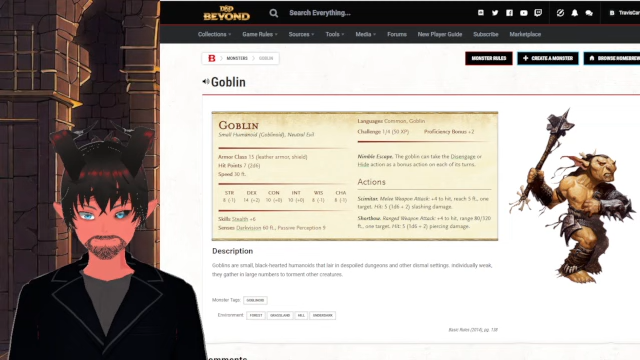 D&D
BEYOND
Search Everything...
TravisCar
Collections
Game Rules
Sources
Tools
Media
Forums
New Player Guide
Subscribe
Marketplace
B
MONSTERS
GOBLIN
MONSTER RULES
CREATE A MONSTER
BROWSE HOMEBREW
Goblin
GOBLIN
Small Humanoid (Goblinoid), Neutral Evil
Armor Class 15 (leather armor, shield)
Hit Points 7 (2d6)
Speed 30 ft.
STR DEX CON INT WIS CHA
8 (-1) 14 (+2) 10 (+0) 10 (+0) 8 (-1) 8 (-1)
Skills Stealth +6
Senses Darkvision 60 ft., Passive Perception 9
Languages Common, Goblin
Challenge 1/4 (50 XP) Proficiency Bonus +2
Nimble Escape. The goblin can take the Disengage or
Hide action as a bonus action on each of its turns.
Actions
Scimitar. Melee Weapon Attack: +4 to hit, reach 5 ft., one
target. Hit: 5 (1d6 + 2) slashing damage.
Shortbow. Ranged Weapon Attack: +4 to hit, range 80/320
ft., one target. Hit: 5 (1d6 + 2) piercing damage.
Description
Goblins are small, black-hearted humanoids that lair in despoiled dungeons and other dismal settings. Individually weak,
they gather in large numbers to torment other creatures.
Monster Tags: GOBLINOID
Environment: FOREST GRASSLAND HILL UNDERDARK
Basic Rules (2014), pg. 138
Comments